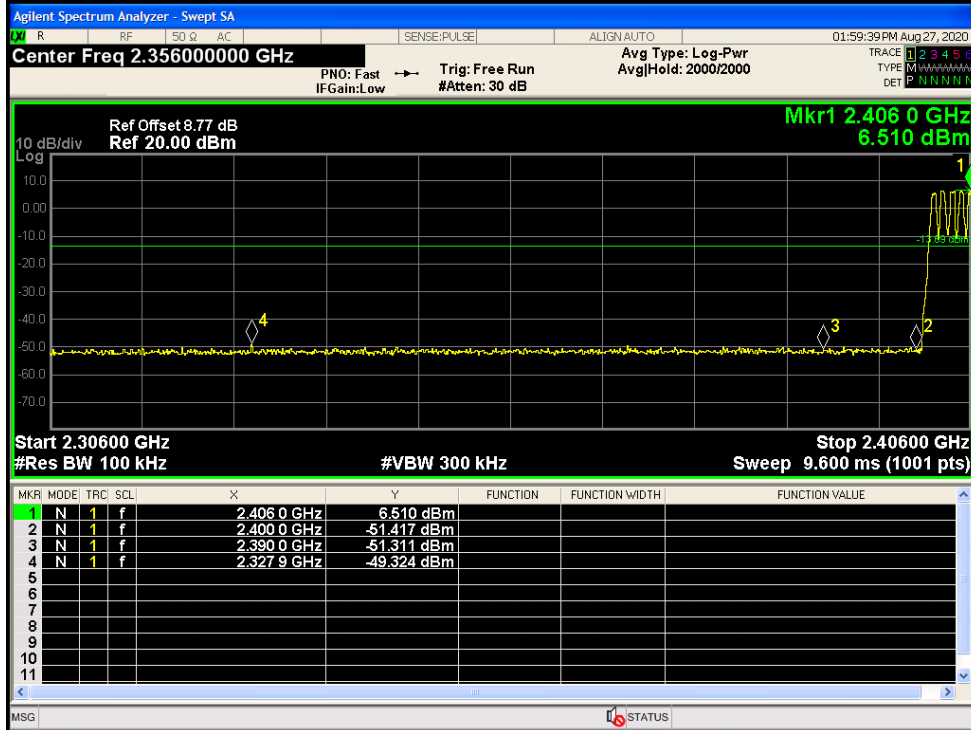 Agilent Spectrum Analyzer - Swept SA
LXI R RF 50 Ω AC SENSE:PULSE ALIGN AUTO 01:59:39 PM Aug 27, 2020
Center Freq 2.356000000 GHz
PNO: Fast
IFGain:Low
Trig: Free Run
#Atten: 30 dB
Avg Type: Log-Pwr
Avg|Hold: 2000/2000
TRACE 1 2 3 4 5 6
TYPE M
DET P N N N N N
Mkr1 2.406 0 GHz
6.510 dBm
Ref Offset 8.77 dB
10 dB/div Ref 20.00 dBm
Log
1
10.0
0.00
-10.0
-20.0
-30.0
-40.0
4 3 2
-50.0
-60.0
-70.0
Start 2.30600 GHz Stop 2.40600 GHz
#Res BW 100 kHz #VBW 300 kHz Sweep 9.600 ms (1001 pts)
MKR MODE TRC SCL X Y FUNCTION FUNCTION WIDTH FUNCTION VALUE
1 N 1 f 2.406 0 GHz 6.510 dBm
2 N 1 f 2.400 0 GHz -51.417 dBm
3 N 1 f 2.390 0 GHz -51.311 dBm
4 N 1 f 2.327 9 GHz -49.324 dBm
5
6
7
8
9
10
11
MSG STATUS